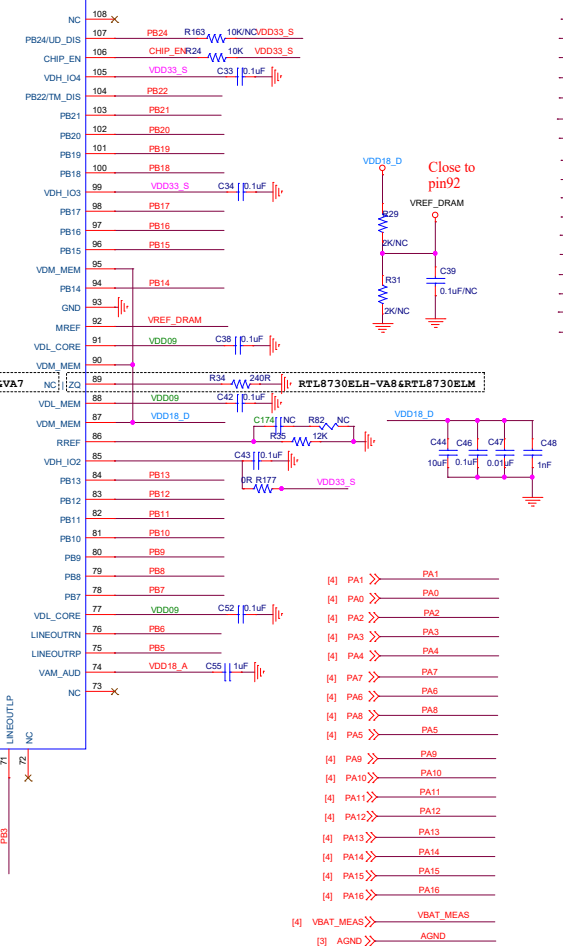 NC 108
PB24/UD_DIS 107 PB24 R163 10K/NC VDD33_S
CHIP_EN 106 CHIP_EN R24 10K VDD33_S
VDH_IO4 105 VDD33_S C33 0.1uF
PB22/TM_DIS 104 PB22
PB21 103 PB21
PB20 102 PB20
PB19 101 PB19
PB18 100 PB18
VDH_IO3 99 VDD33_S C34 0.1uF
PB17 98 PB17
PB16 97 PB16
PB15 96 PB15
VDM_MEM 95
PB14 94 PB14
GND 93
MREF 92 VREF_DRAM
VDL_CORE 91 VDD09 C38 0.1uF
VDM_MEM 90
&VA7 NC | ZQ 89 R34 240R RTL8730ELH-VA8&RTL8730ELM
VDL_MEM 88 VDD09 C42 0.1uF
VDM_MEM 87 VDD18_D
C174 NC R82 NC
RREF 86 R35 12K
VDH_IO2 85 C43 0.1uF
0R R177 VDD33_S
PB13 84 PB13
PB12 83 PB12
PB11 82 PB11
PB10 81 PB10
PB9 80 PB9
PB8 79 PB8
PB7 78 PB7
VDL_CORE 77 VDD09 C52 0.1uF
LINEOUTRN 76 PB6
LINEOUTRP 75 PB5
VAM_AUD 74 VDD18_A C55 1uF
NC 73
LINEOUTLP 71 PB3
NC 72
VDD18_D
Close to
pin92
VREF_DRAM
R29
2K/NC
R31
2K/NC
C39
0.1uF/NC
VDD18_D
C44 C46 C47 C48
10uF 0.1uF 0.01uF 1nF
[4] PA1 PA1
[4] PA0 PA0
[4] PA2 PA2
[4] PA3 PA3
[4] PA4 PA4
[4] PA7 PA7
[4] PA6 PA6
[4] PA8 PA8
[4] PA5 PA5
[4] PA9 PA9
[4] PA10 PA10
[4] PA11 PA11
[4] PA12 PA12
[4] PA13 PA13
[4] PA14 PA14
[4] PA15 PA15
[4] PA16 PA16
[4] VBAT_MEAS VBAT_MEAS
[3] AGND AGND